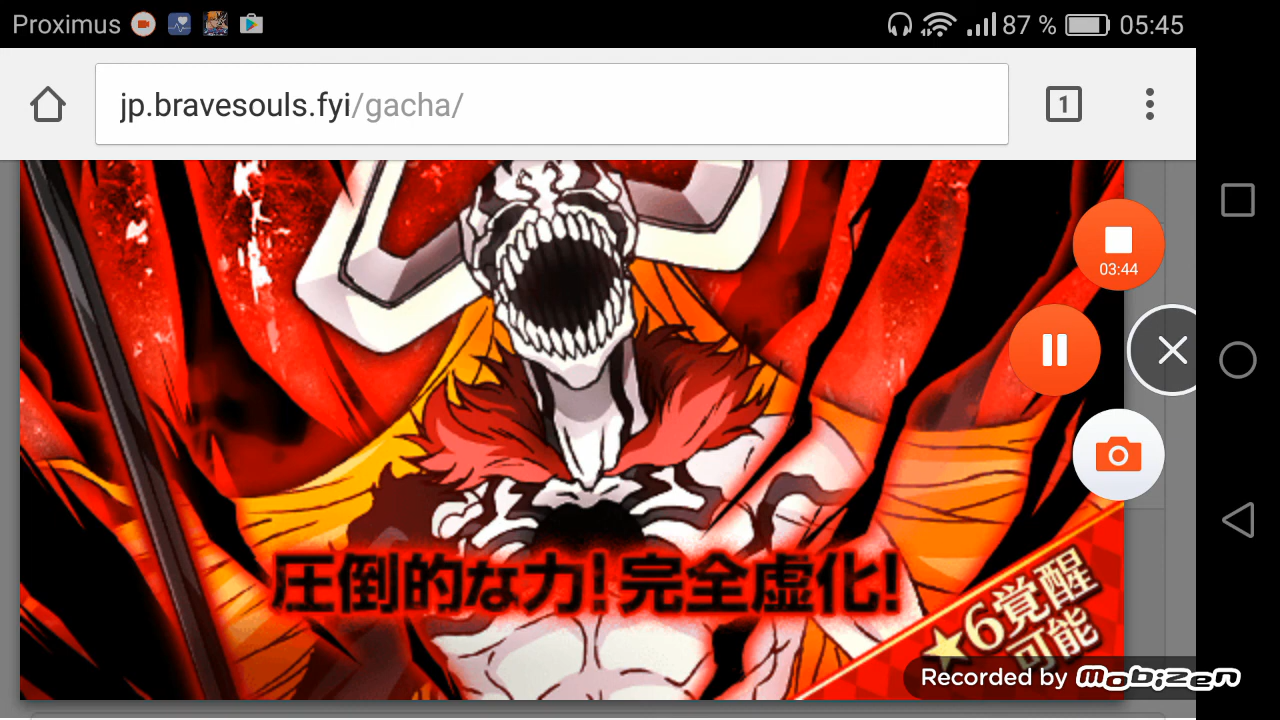 Proximus 87 % 05:45
jp.bravesouls.fyi/gacha/
1
03:44
圧倒的な力!完全虚化!
★6覚醒
可能
Recorded by mobizen